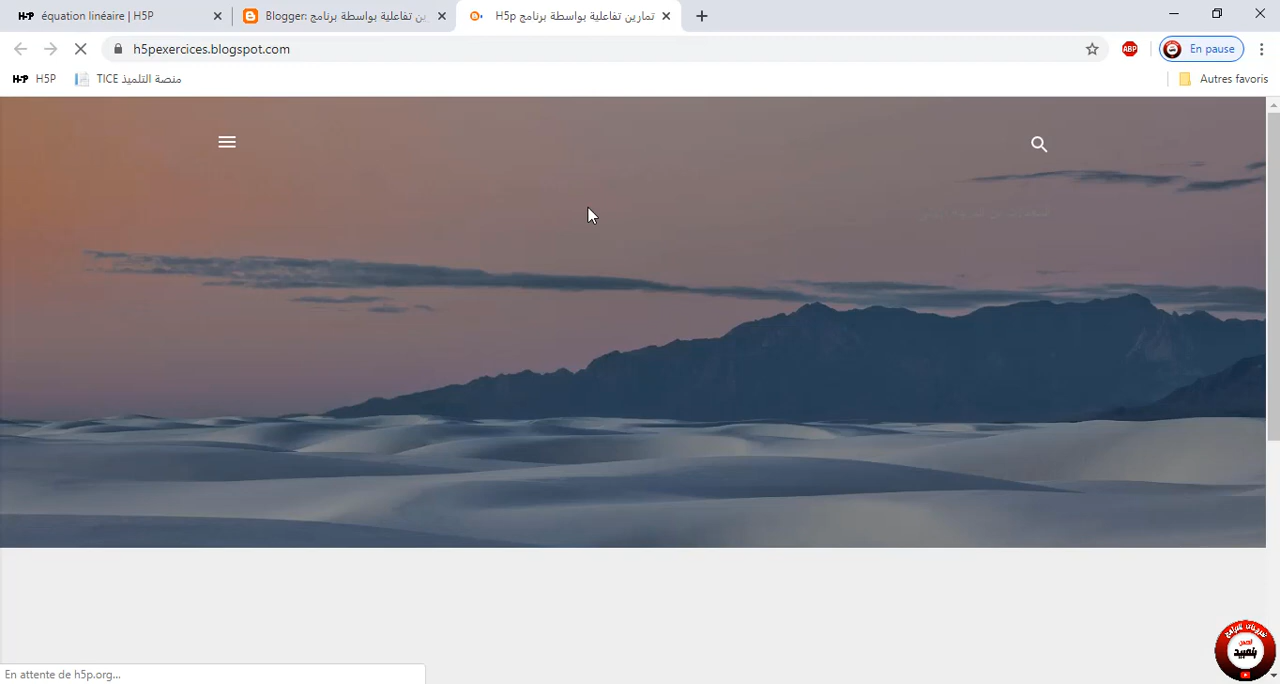 équation linéaire | H5P
Blogger: ين تفاعلية بواسطة برنامج
تمارين تفاعلية بواسطة برنامج H5p
h5pexercices.blogspot.com
ABP
En pause
H5P
منصة التلميذ TICE
Autres favoris
En attente de h5p.org...